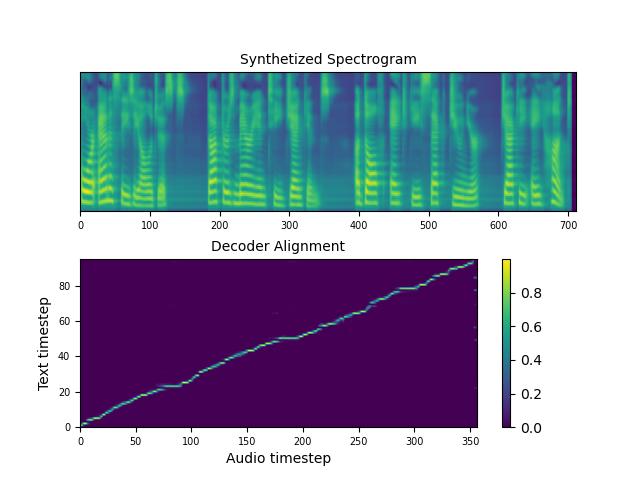 Synthetized Spectrogram
0 100 200 300 400 500 600 700
Decoder Alignment
Text timestep
80
60
40
20
0
0 50 100 150 200 250 300 350
Audio timestep
0.8
0.6
0.4
0.2
0.0